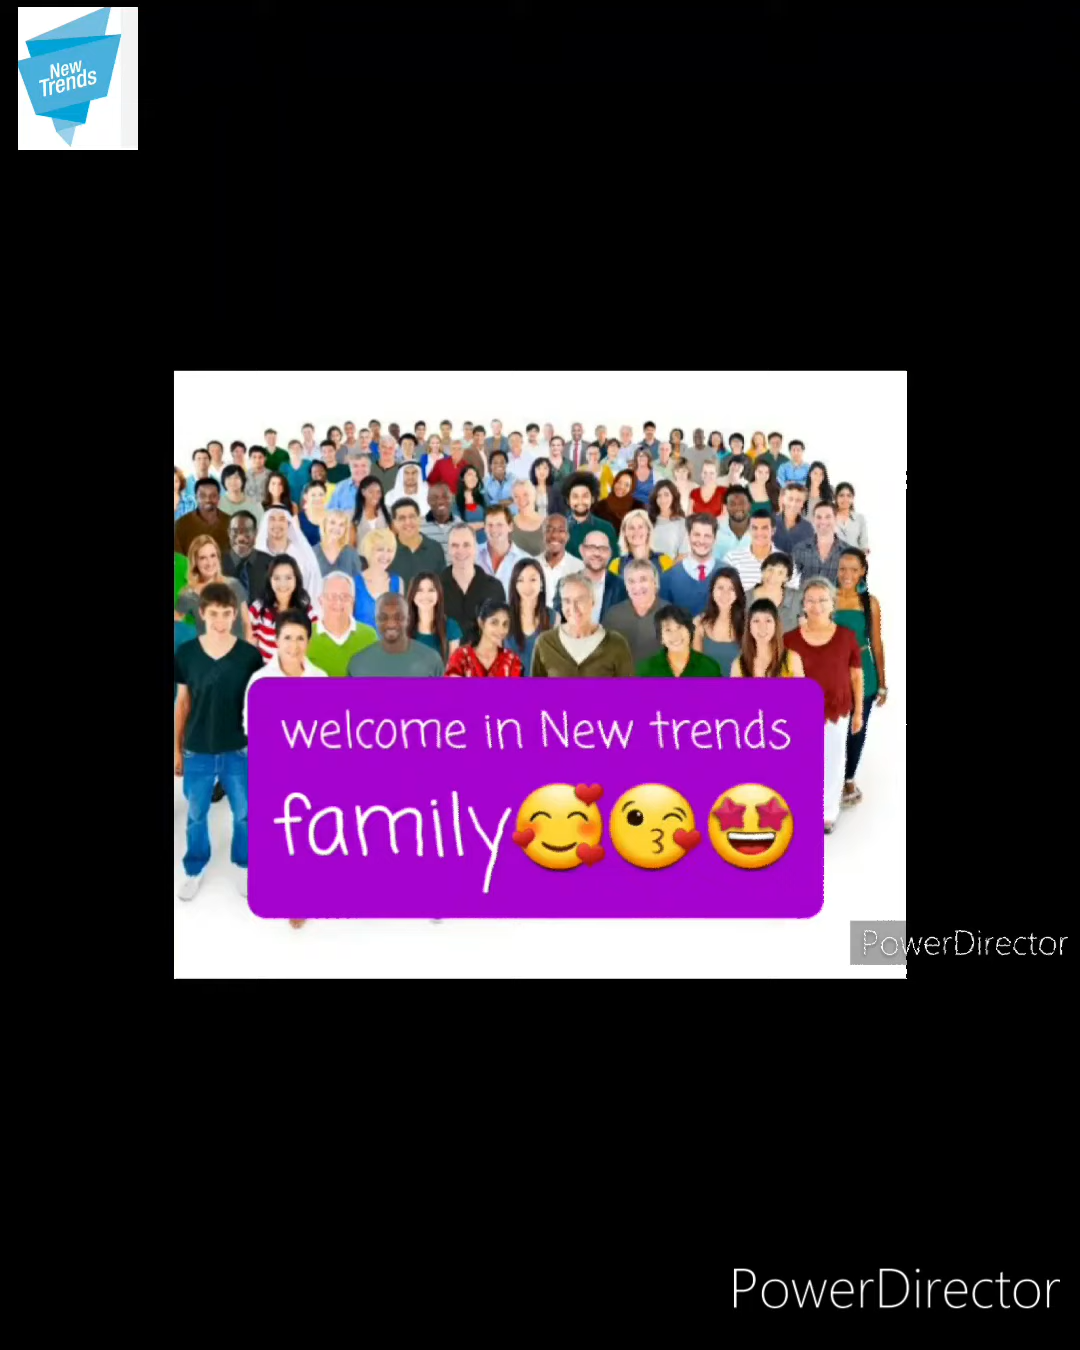 New
Trends
welcome in New trends
family🥰😘🤩
PowerDirector
PowerDirector